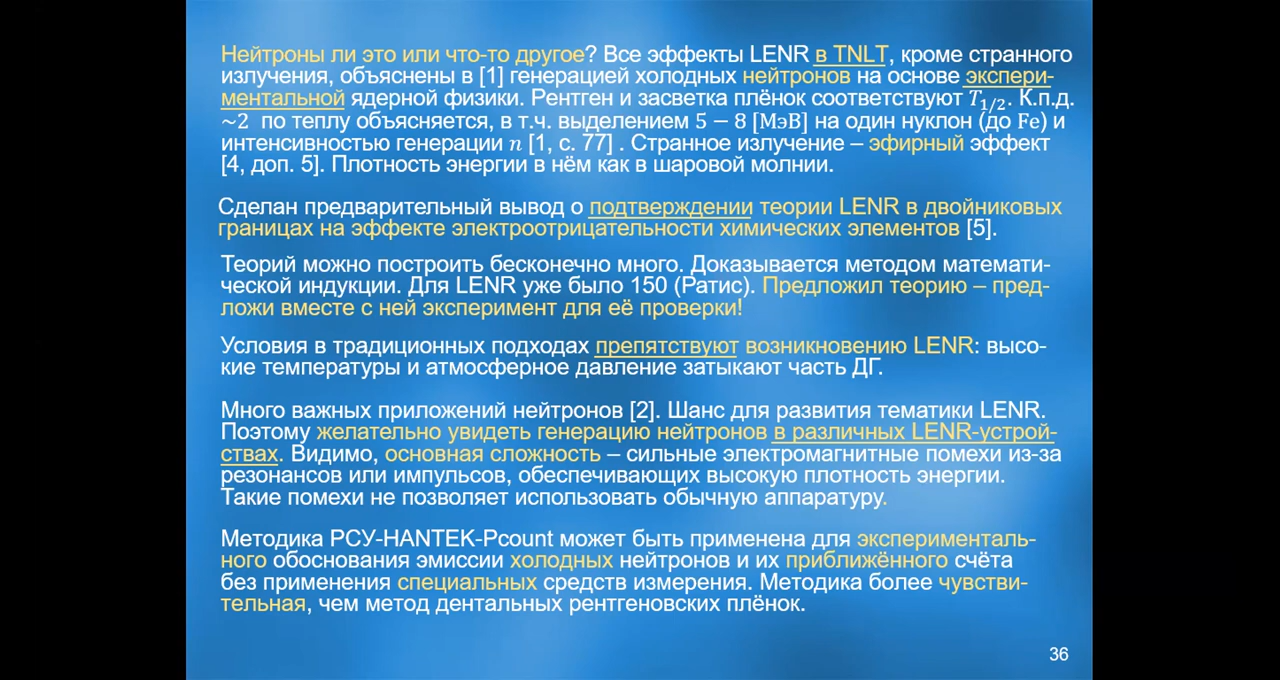 Нейтроны ли это или что-то другое? Все эффекты LENR в TNLT, кроме странного
излучения, объяснены в [1] генерацией холодных нейтронов на основе экспери-
ментальной ядерной физики. Рентген и засветка плёнок соответствуют T1/2. К.п.д.
~2 по теплу объясняется, в т.ч. выделением 5 − 8 [МэВ] на один нуклон (до Fe) и
интенсивностью генерации n [1, с. 77] . Странное излучение – эфирный эффект
[4, доп. 5]. Плотность энергии в нём как в шаровой молнии.
Сделан предварительный вывод о подтверждении теории LENR в двойниковых
границах на эффекте электроотрицательности химических элементов [5].
Теорий можно построить бесконечно много. Доказывается методом математи-
ческой индукции. Для LENR уже было 150 (Ратис). Предложил теорию – пред-
ложи вместе с ней эксперимент для её проверки!
Условия в традиционных подходах препятствуют возникновению LENR: высо-
кие температуры и атмосферное давление затыкают часть ДГ.
Много важных приложений нейтронов [2]. Шанс для развития тематики LENR.
Поэтому желательно увидеть генерацию нейтронов в различных LENR-устрой-
ствах. Видимо, основная сложность – сильные электромагнитные помехи из-за
резонансов или импульсов, обеспечивающих высокую плотность энергии.
Такие помехи не позволяет использовать обычную аппаратуру.
Методика РСУ-HANTEK-Pcount может быть применена для эксперименталь-
ного обоснования эмиссии холодных нейтронов и их приближённого счёта
без применения специальных средств измерения. Методика более чувстви-
тельная, чем метод дентальных рентгеновских плёнок.
36